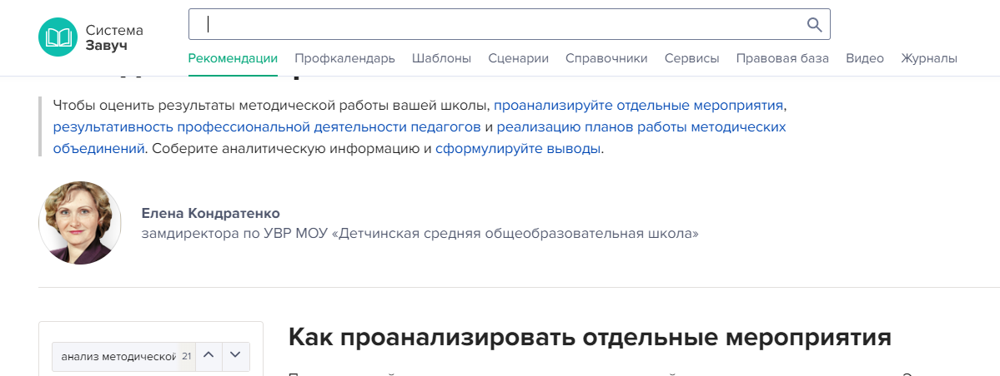 Система
Завуч
Рекомендации Профкалендарь Шаблоны Сценарии Справочники Сервисы Правовая база Видео Журналы
Чтобы оценить результаты методической работы вашей школы, проанализируйте отдельные мероприятия,
результативность профессиональной деятельности педагогов и реализацию планов работы методических
объединений. Соберите аналитическую информацию и сформулируйте выводы.
Елена Кондратенко
замдиректора по УВР МОУ «Детчинская средняя общеобразовательная школа»
анализ методической 21
Как проанализировать отдельные мероприятия